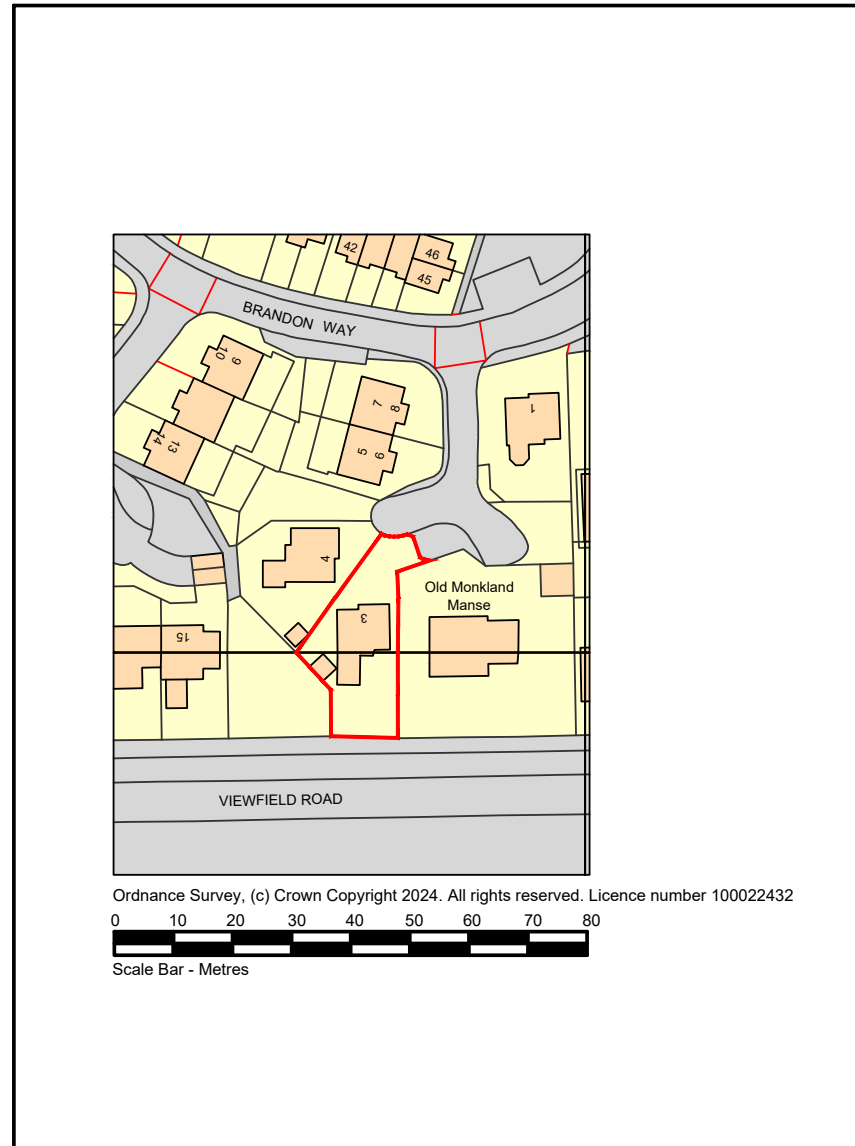 42
46
45
BRANDON WAY
10
9
7
8
1
14
13
5
6
4
Old Monkland
Manse
3
15
VIEWFIELD ROAD
Ordnance Survey, (c) Crown Copyright 2024. All rights reserved. Licence number 100022432
0 10 20 30 40 50 60 70 80
Scale Bar - Metres